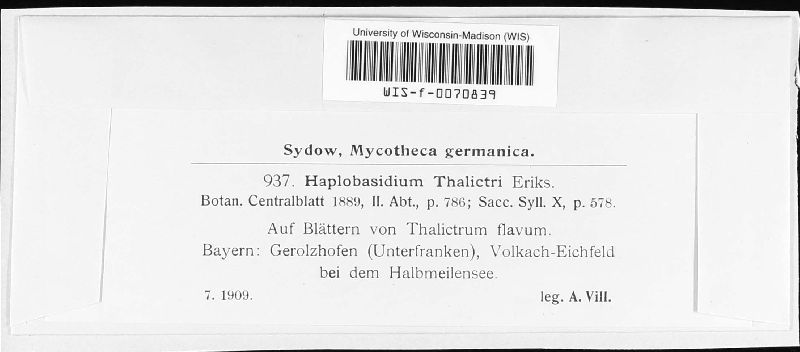 University of Wisconsin-Madison (WIS)
WIS-f-0070839
Sydow, Mycotheca germanica.
937. Haplobasidium Thalictri Eriks.
Botan. Centralblatt 1889, II. Abt., p. 786; Sacc. Syll. X, p. 578.
Auf Blättern von Thalictrum flavum.
Bayern: Gerolzhofen (Unterfranken), Volkach-Eichfeld
bei dem Halbmeilensee.
7. 1909. leg. A. Vill.